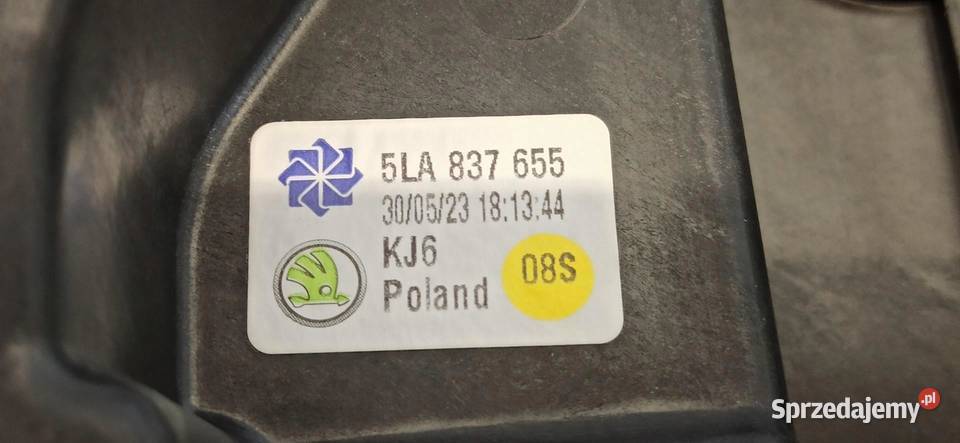 5LA 837 655
30/05/23 18:13:44
KJ6
Poland
08S
Sprzedajemy.pl